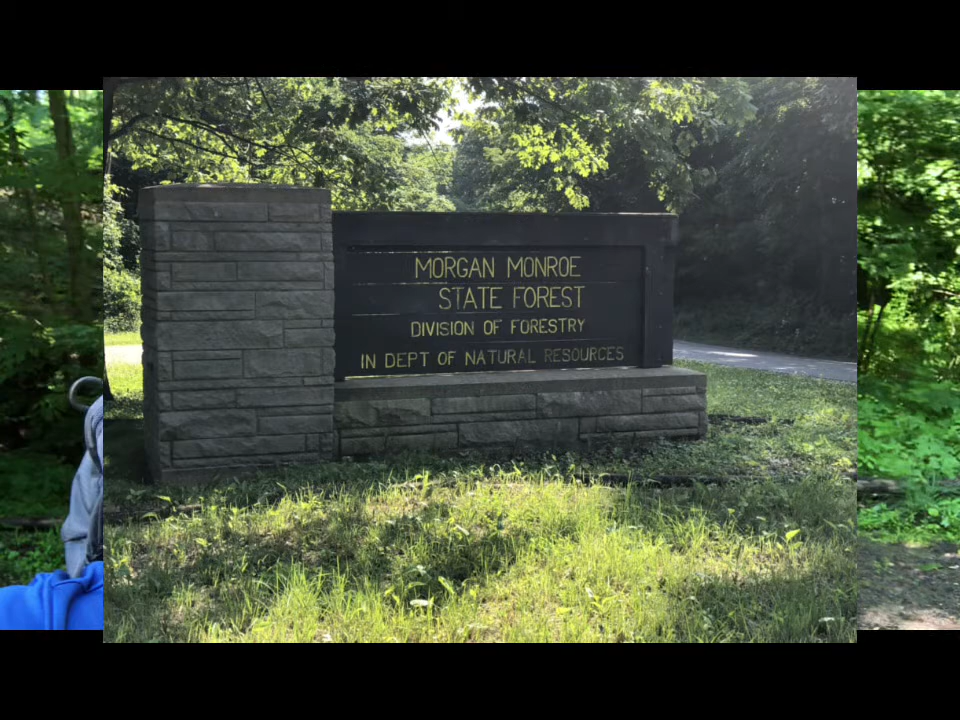 MORGAN MONROE
STATE FOREST
DIVISION OF FORESTRY
IN DEPT OF NATURAL RESOURCES